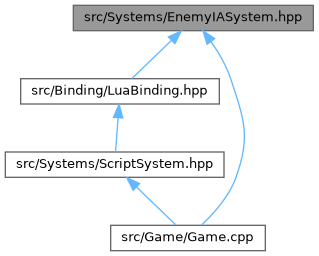 src/Systems/EnemyIASystem.hpp
src/Binding/LuaBinding.hpp
src/Systems/ScriptSystem.hpp
src/Game/Game.cpp